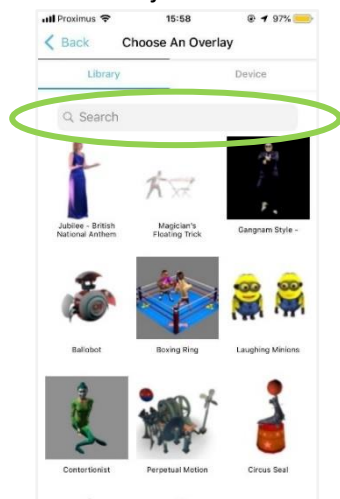 Proximus 15:58 97%
Back Choose An Overlay
Library Device
Search
Jubilee - British
National Anthem
Magician's
Floating Trick
Gangnam Style -
Ballobot Boxing Ring Laughing Minions
Contortionist Perpetual Motion Circus Seal